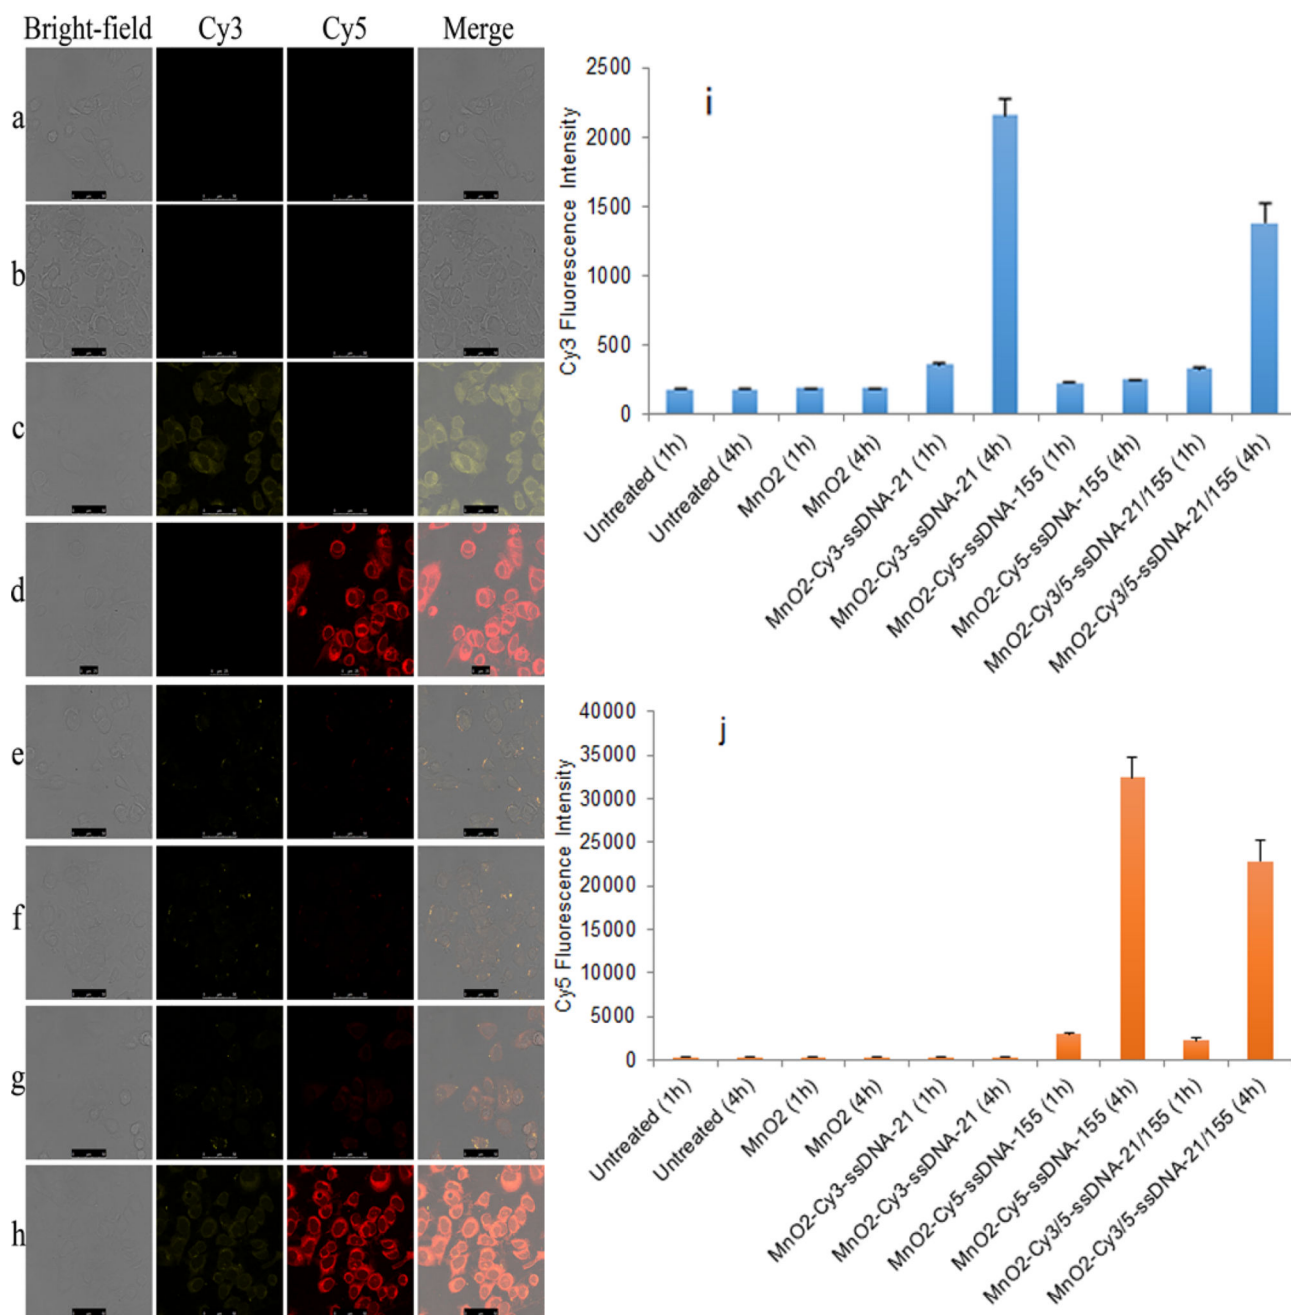 Bright-field Cy3 Cy5 Merge
a
b
c
d
e
f
g
h
i
2500
2000
1500
1000
500
0
Cy3 Fluorescence Intensity
Untreated (1h)
Untreated (4h)
MnO2 (1h)
MnO2 (4h)
MnO2-Cy3-ssDNA-21 (1h)
MnO2-Cy3-ssDNA-21 (4h)
MnO2-Cy5-ssDNA-155 (1h)
MnO2-Cy5-ssDNA-155 (4h)
MnO2-Cy3/5-ssDNA-21/155 (1h)
MnO2-Cy3/5-ssDNA-21/155 (4h)
j
40000
35000
30000
25000
20000
15000
10000
5000
0
Cy5 Fluorescence Intensity
Untreated (1h)
Untreated (4h)
MnO2 (1h)
MnO2 (4h)
MnO2-Cy3-ssDNA-21 (1h)
MnO2-Cy3-ssDNA-21 (4h)
MnO2-Cy5-ssDNA-155 (1h)
MnO2-Cy5-ssDNA-155 (4h)
MnO2-Cy3/5-ssDNA-21/155 (1h)
MnO2-Cy3/5-ssDNA-21/155 (4h)